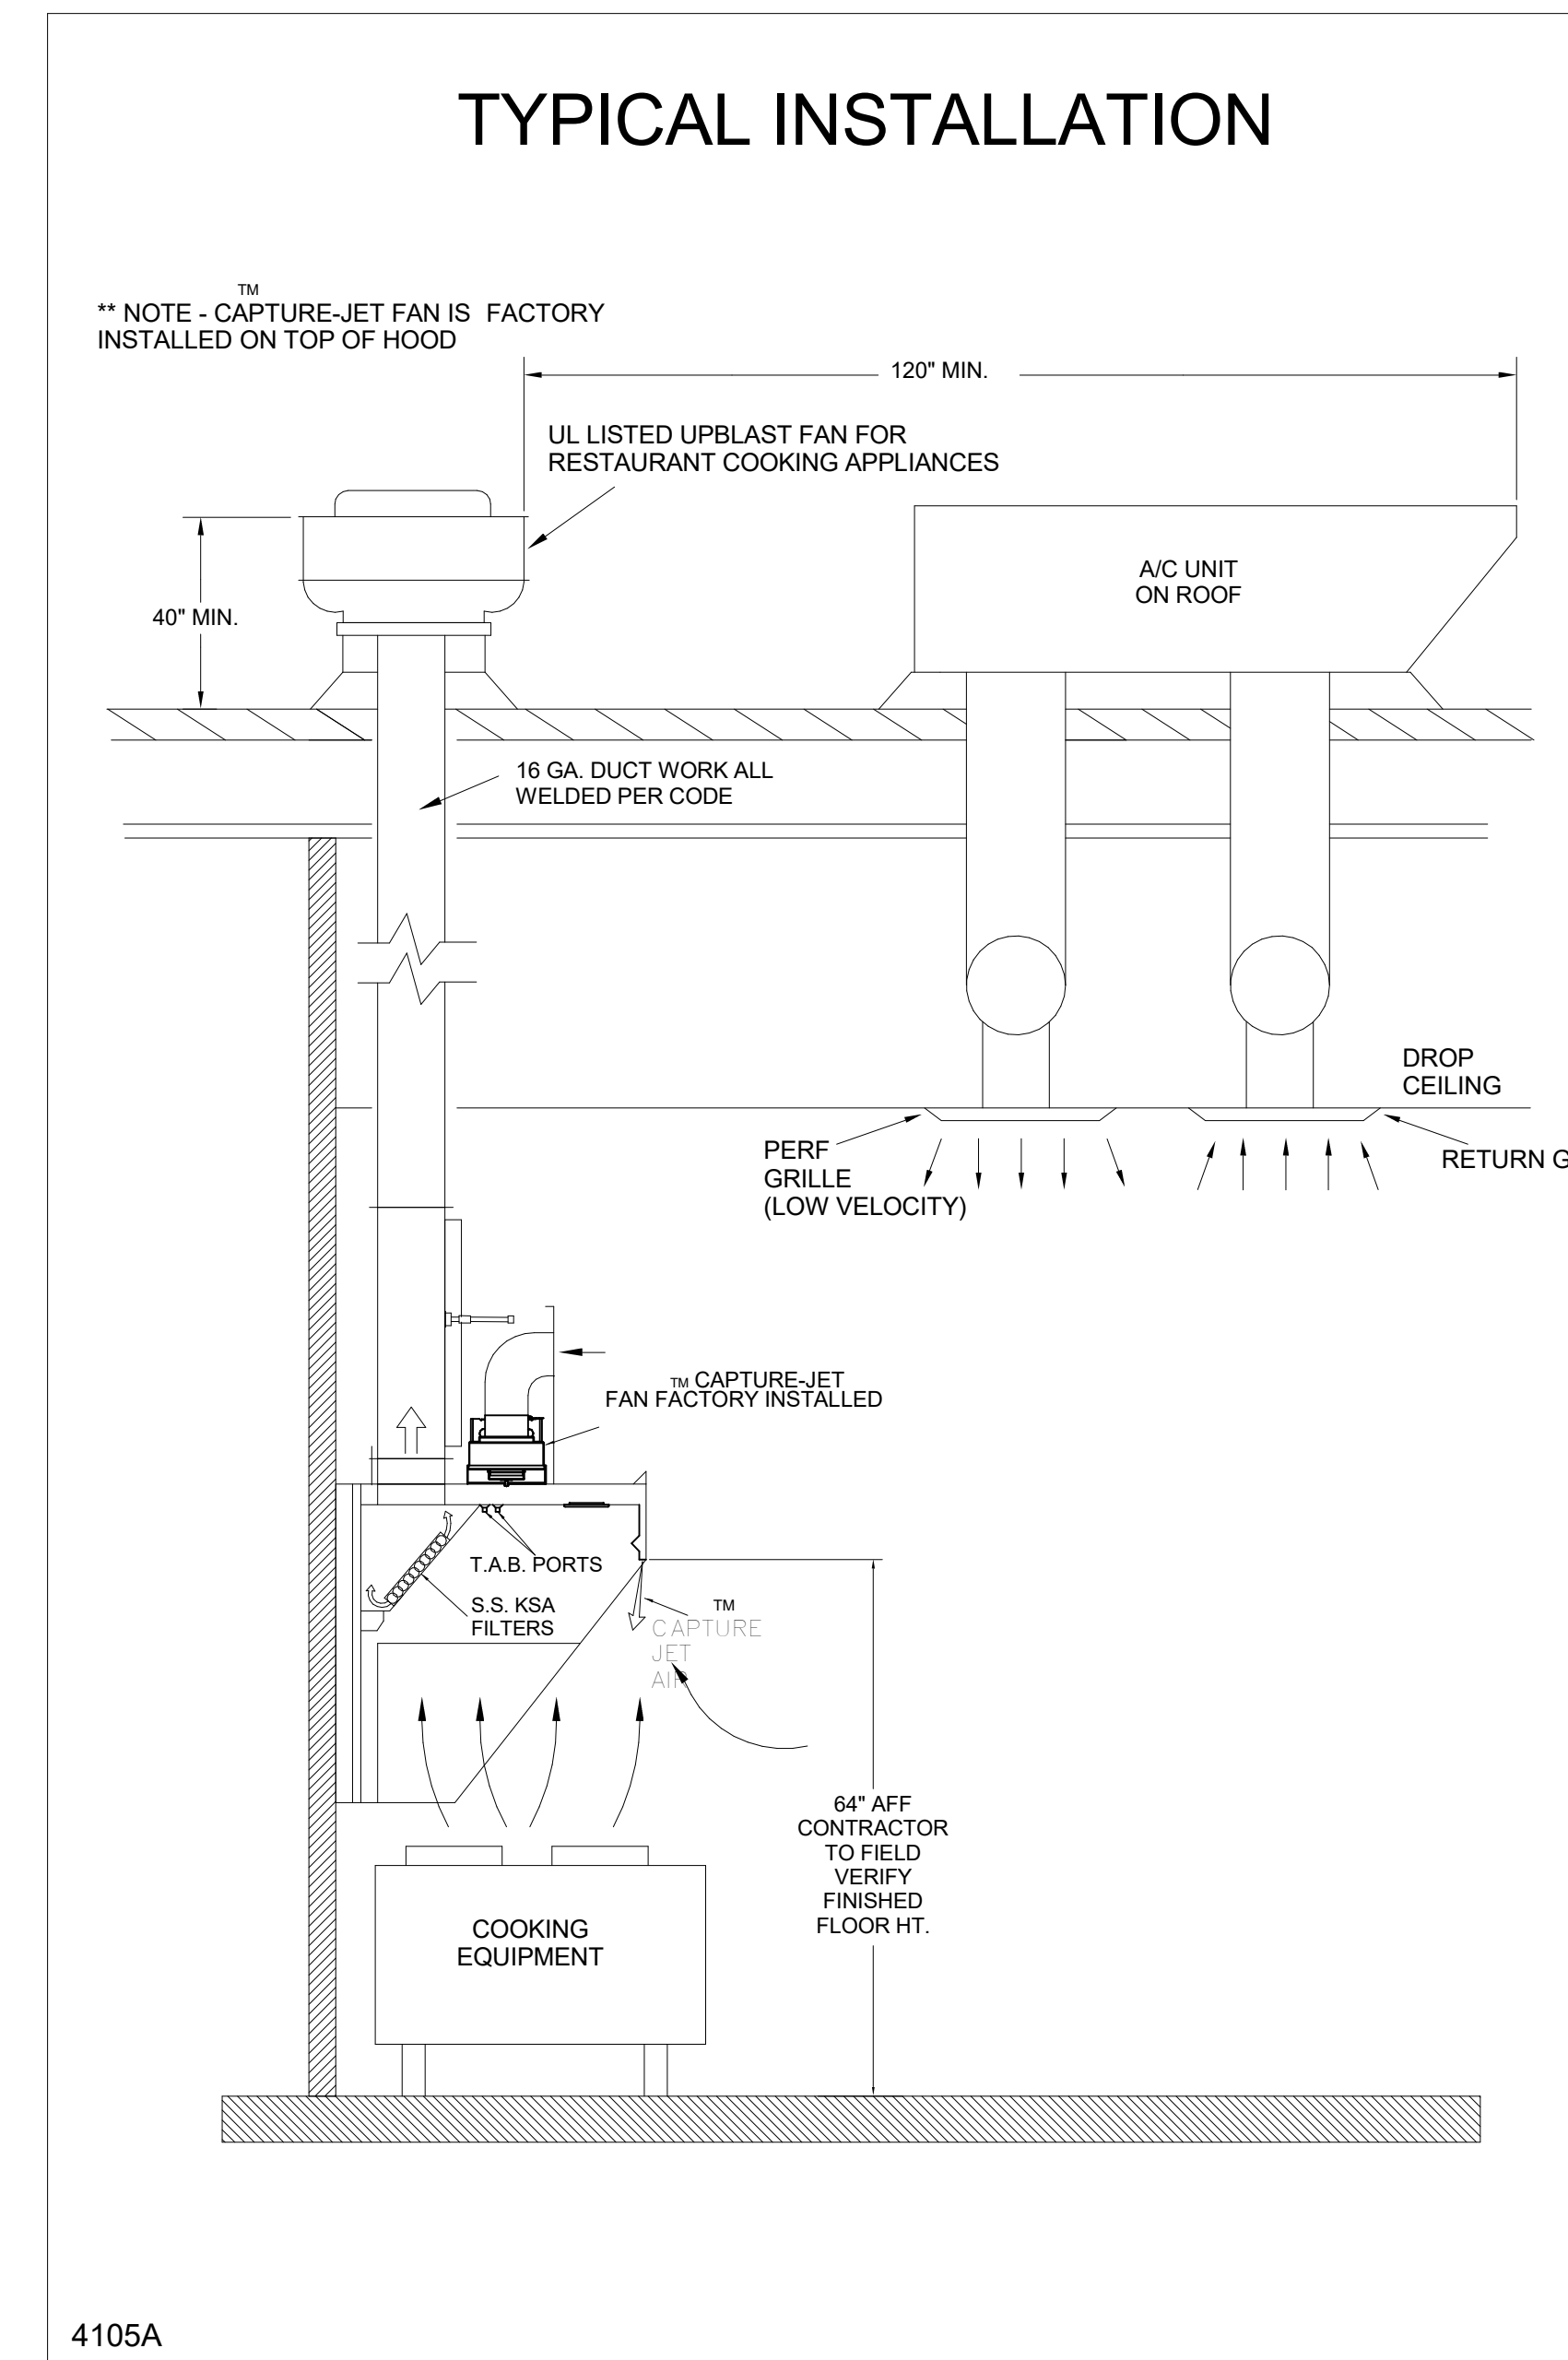 TYPICAL INSTALLATION
TM
** NOTE - CAPTURE-JET FAN IS FACTORY
INSTALLED ON TOP OF HOOD
120" MIN.
UL LISTED UPBLAST FAN FOR
RESTAURANT COOKING APPLIANCES
A/C UNIT
ON ROOF
40" MIN.
16 GA. DUCT WORK ALL
WELDED PER CODE
DROP
CEILING
PERF
GRILLE
(LOW VELOCITY)
RETURN G
TM CAPTURE-JET
FAN FACTORY INSTALLED
T.A.B. PORTS
S.S. KSA
FILTERS
TM
CAPTURE
JET
AIR
64" AFF
CONTRACTOR
TO FIELD
VERIFY
FINISHED
FLOOR HT.
COOKING
EQUIPMENT
4105A